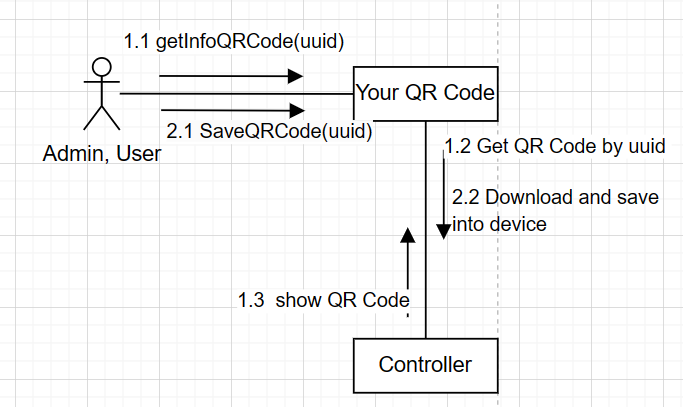 1.1 getInfoQRCode(uuid)
Your QR Code
2.1 SaveQRCode(uuid)
Admin, User
1.2 Get QR Code by uuid
2.2 Download and save
into device
1.3 show QR Code
Controller